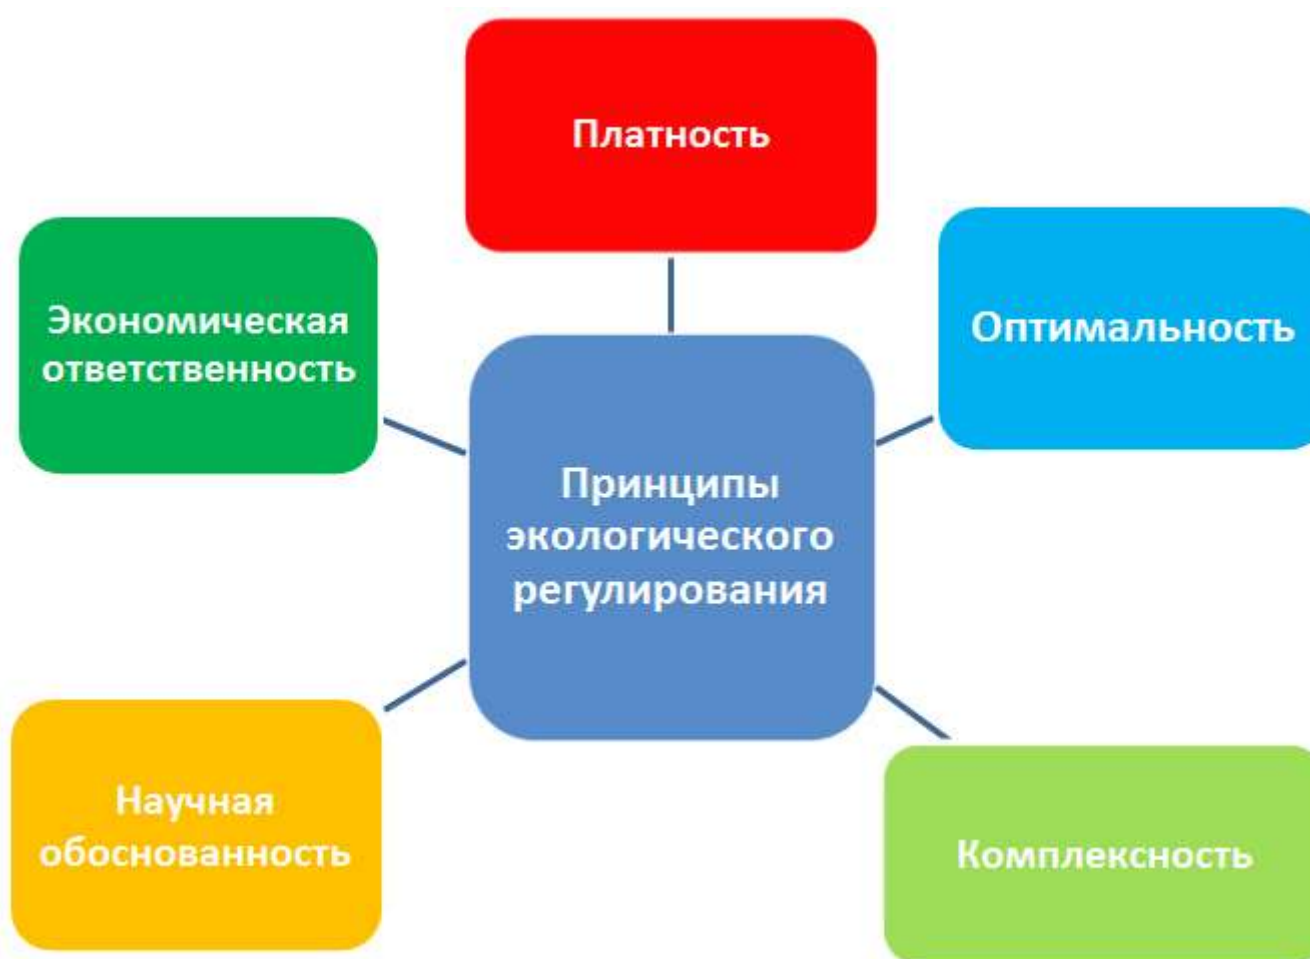 Платность
Экономическая
ответственность
Оптимальность
Принципы
экологического
регулирования
Научная
обоснованность
Комплексность